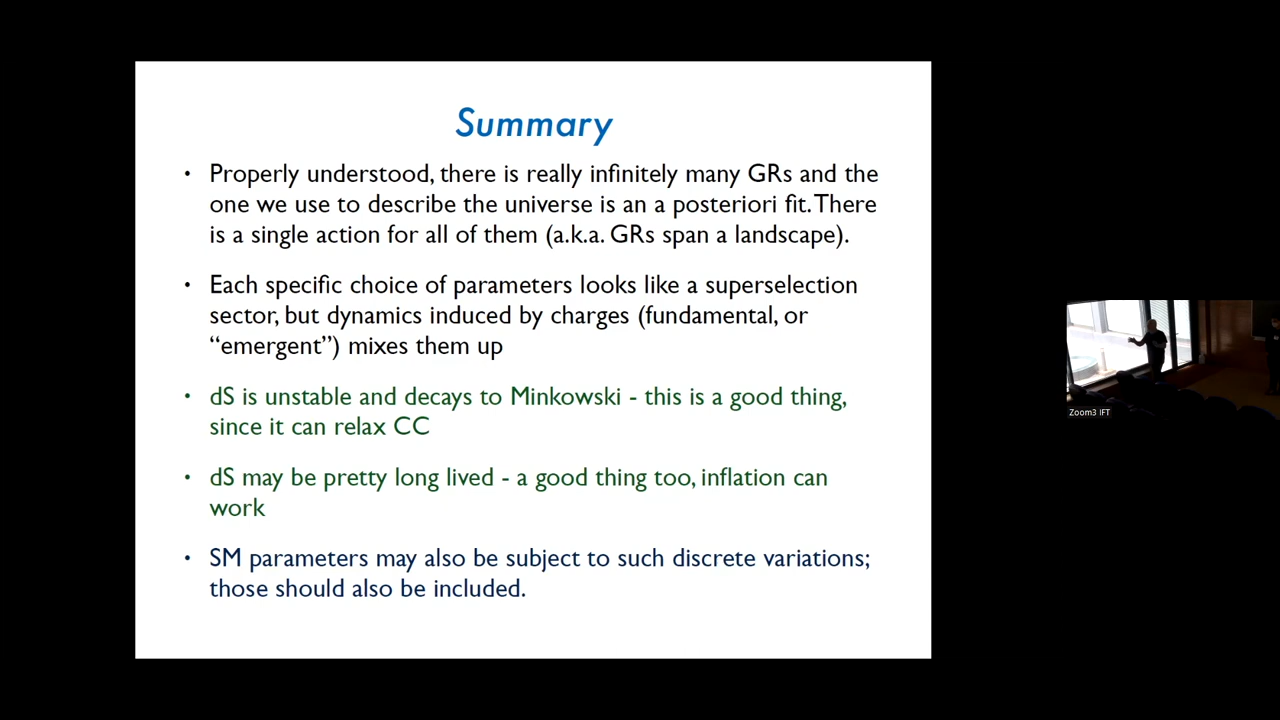 Summary
• Properly understood, there is really infinitely many GRs and the
one we use to describe the universe is an a posteriori fit. There
is a single action for all of them (a.k.a. GRs span a landscape).
• Each specific choice of parameters looks like a superselection
sector, but dynamics induced by charges (fundamental, or
“emergent”) mixes them up
• dS is unstable and decays to Minkowski - this is a good thing,
since it can relax CC
• dS may be pretty long lived - a good thing too, inflation can
work
• SM parameters may also be subject to such discrete variations;
those should also be included.
Zoom3 IFT